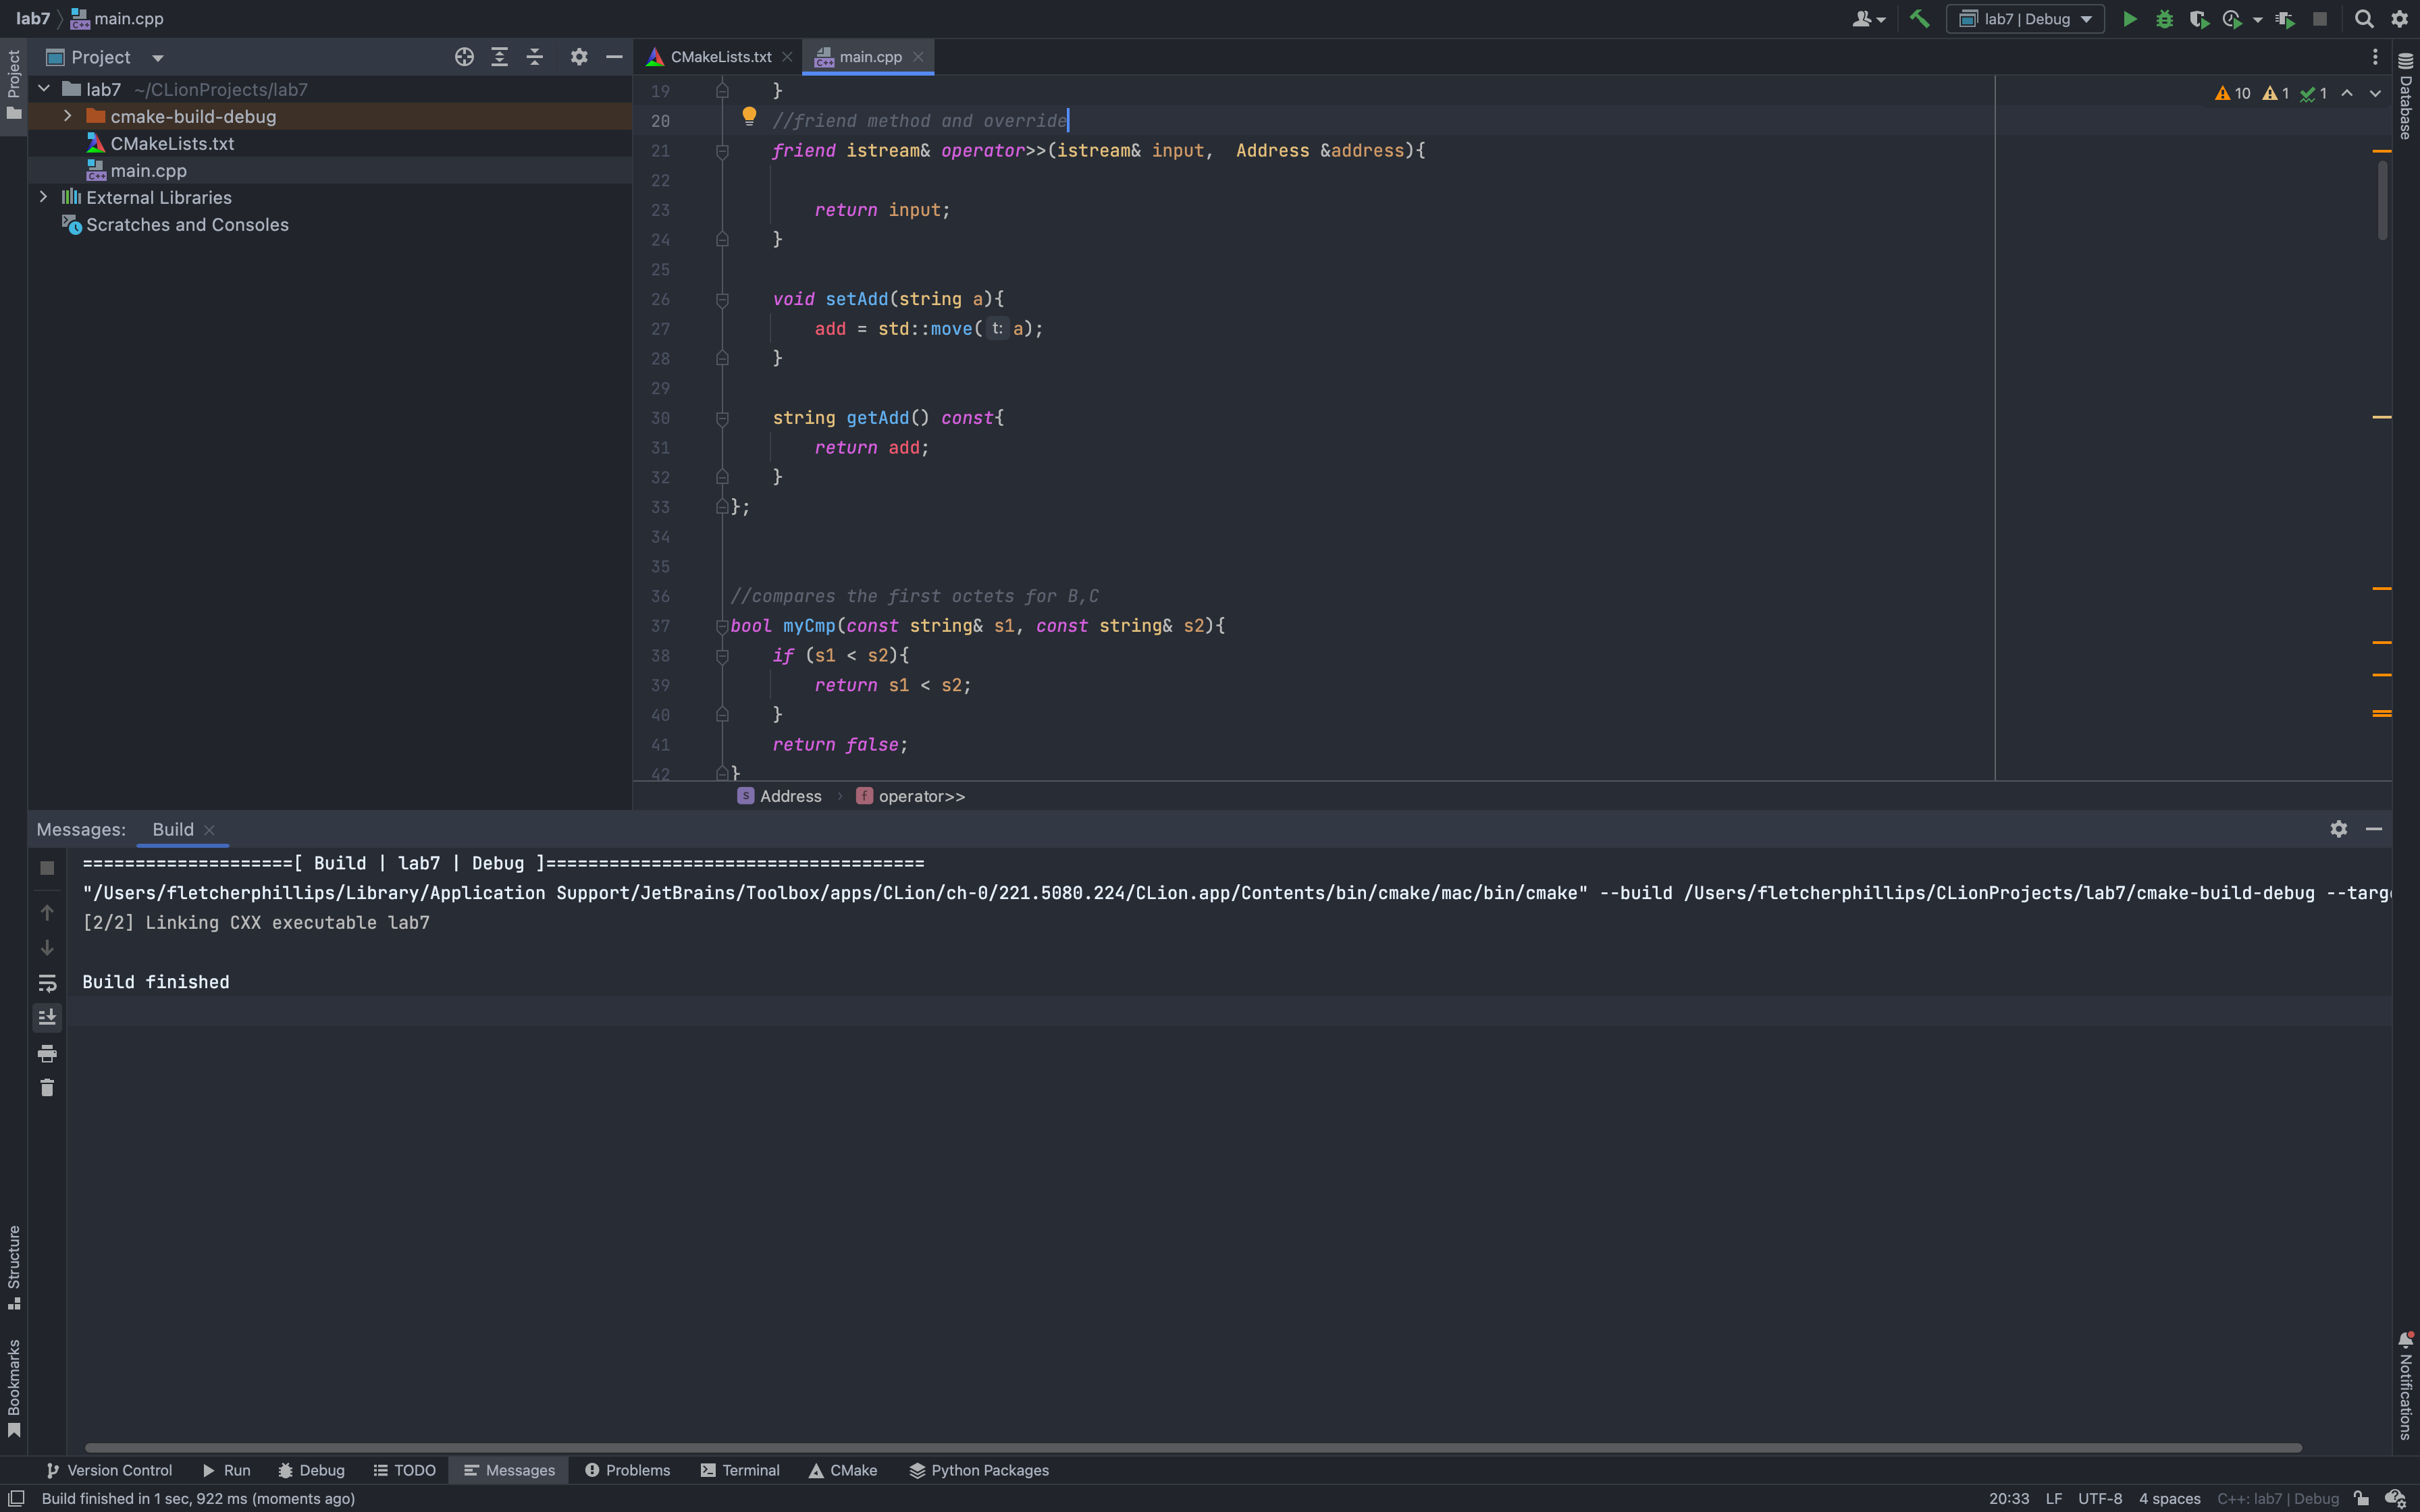 lab7 main.cpp
lab7 | Debug
Project
CMakeLists.txt
main.cpp
lab7 ~/CLionProjects/lab7
cmake-build-debug
CMakeLists.txt
main.cpp
External Libraries
Scratches and Consoles
Project
Structure
Bookmarks
10 1 1
19 }
20 //friend method and override
21 friend istream& operator>>(istream& input,  Address &address){
22
23 return input;
24 }
25
26 void setAdd(string a){
27 add = std::move( t: a);
28 }
29
30 string getAdd() const{
31 return add;
32 }
33 };
34
35
36 //compares the first octets for B,C
37 bool myCmp(const string& s1, const string& s2){
38 if (s1 < s2){
39 return s1 < s2;
40 }
41 return false;
42 }
S Address f operator>>
Database
Notifications
Messages: Build
====================[ Build | lab7 | Debug ]====================================
"/Users/fletcherphillips/Library/Application Support/JetBrains/Toolbox/apps/CLion/ch-0/221.5080.224/CLion.app/Contents/bin/cmake/mac/bin/cmake" --build /Users/fletcherphillips/CLionProjects/lab7/cmake-build-debug --targe
[2/2] Linking CXX executable lab7
Build finished
Version Control Run Debug TODO Messages Problems Terminal CMake Python Packages
Build finished in 1 sec, 922 ms (moments ago)
20:33 LF UTF-8 4 spaces C++: lab7 | Debug